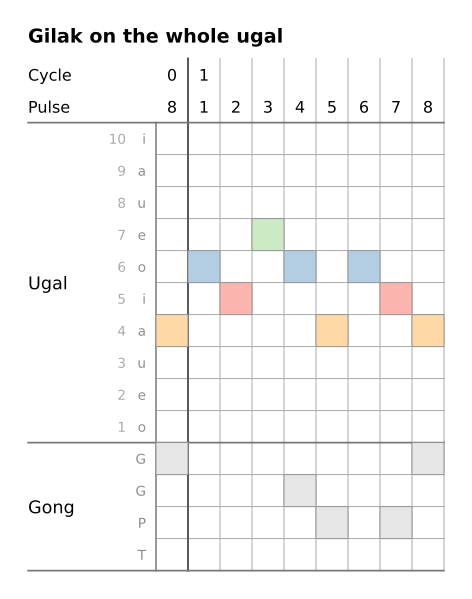 Gilak on the whole ugal
Cycle 0 1
Pulse 8 1 2 3 4 5 6 7 8
10 i
9 a
8 u
7 e
6 o
Ugal
5 i
4 a
3 u
2 e
1 o
G
G
Gong
P
T